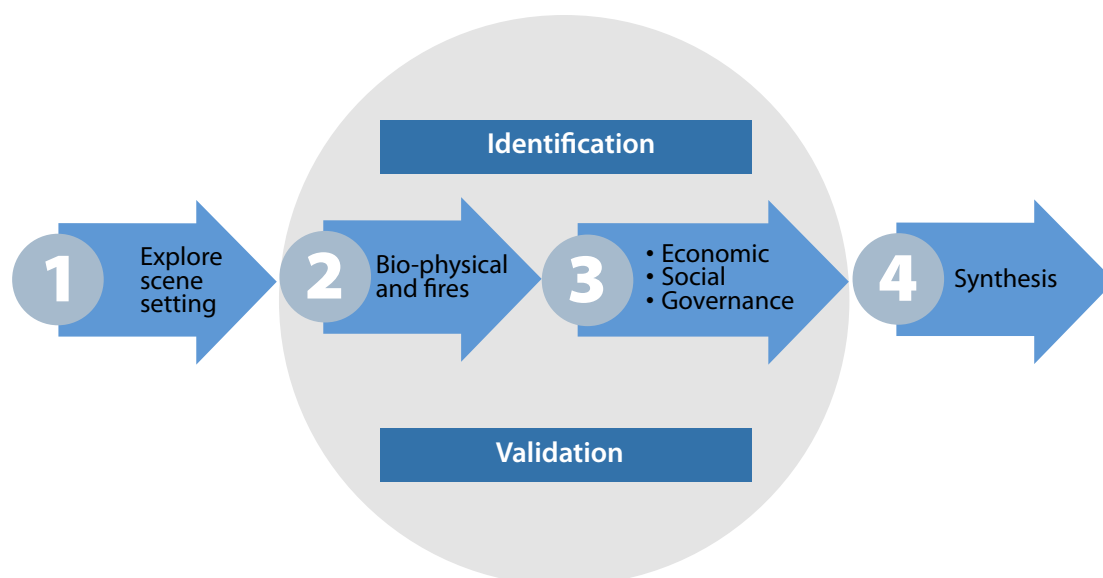 Identification
1
Explore
scene
setting
2
Bio-physical
and fires
3
• Economic
• Social
• Governance
4
Synthesis
Validation